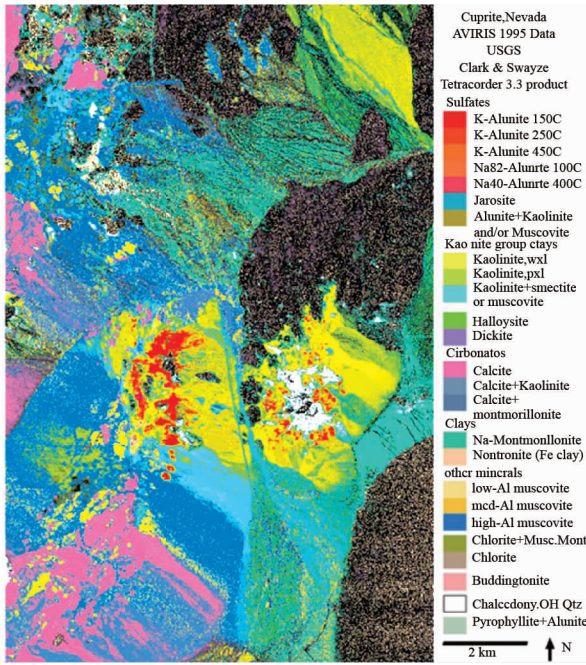 Cuprite,Nevada
AVIRIS 1995 Data
USGS
Clark & Swayze
Tetracorder 3.3 product
Sulfates
K-Alunite 150C
K-Alunite 250C
K-Alunite 450C
Na82-Alunrte 100C
Na40-Alunrte 400C
Jarosite
Alunite+Kaolinite
and/or Muscovite
Kao nite group clays
Kaolinite,wxl
Kaolinite,pxl
Kaolinite+smectite
or muscovite
Halloysite
Dickite
Cirbonatos
Calcite
Calcite+Kaolinite
Calcite+
montmorillonite
Clays
Na-Montmonllonite
Nontronite (Fe clay)
othcr mincrals
low-Al muscovite
mcd-Al muscovite
high-Al muscovite
Chlorite+Musc.Mont
Chlorite
Buddingtonite
Chalccdony.OH Qtz
Pyrophyllite+Alunite
2 km
N